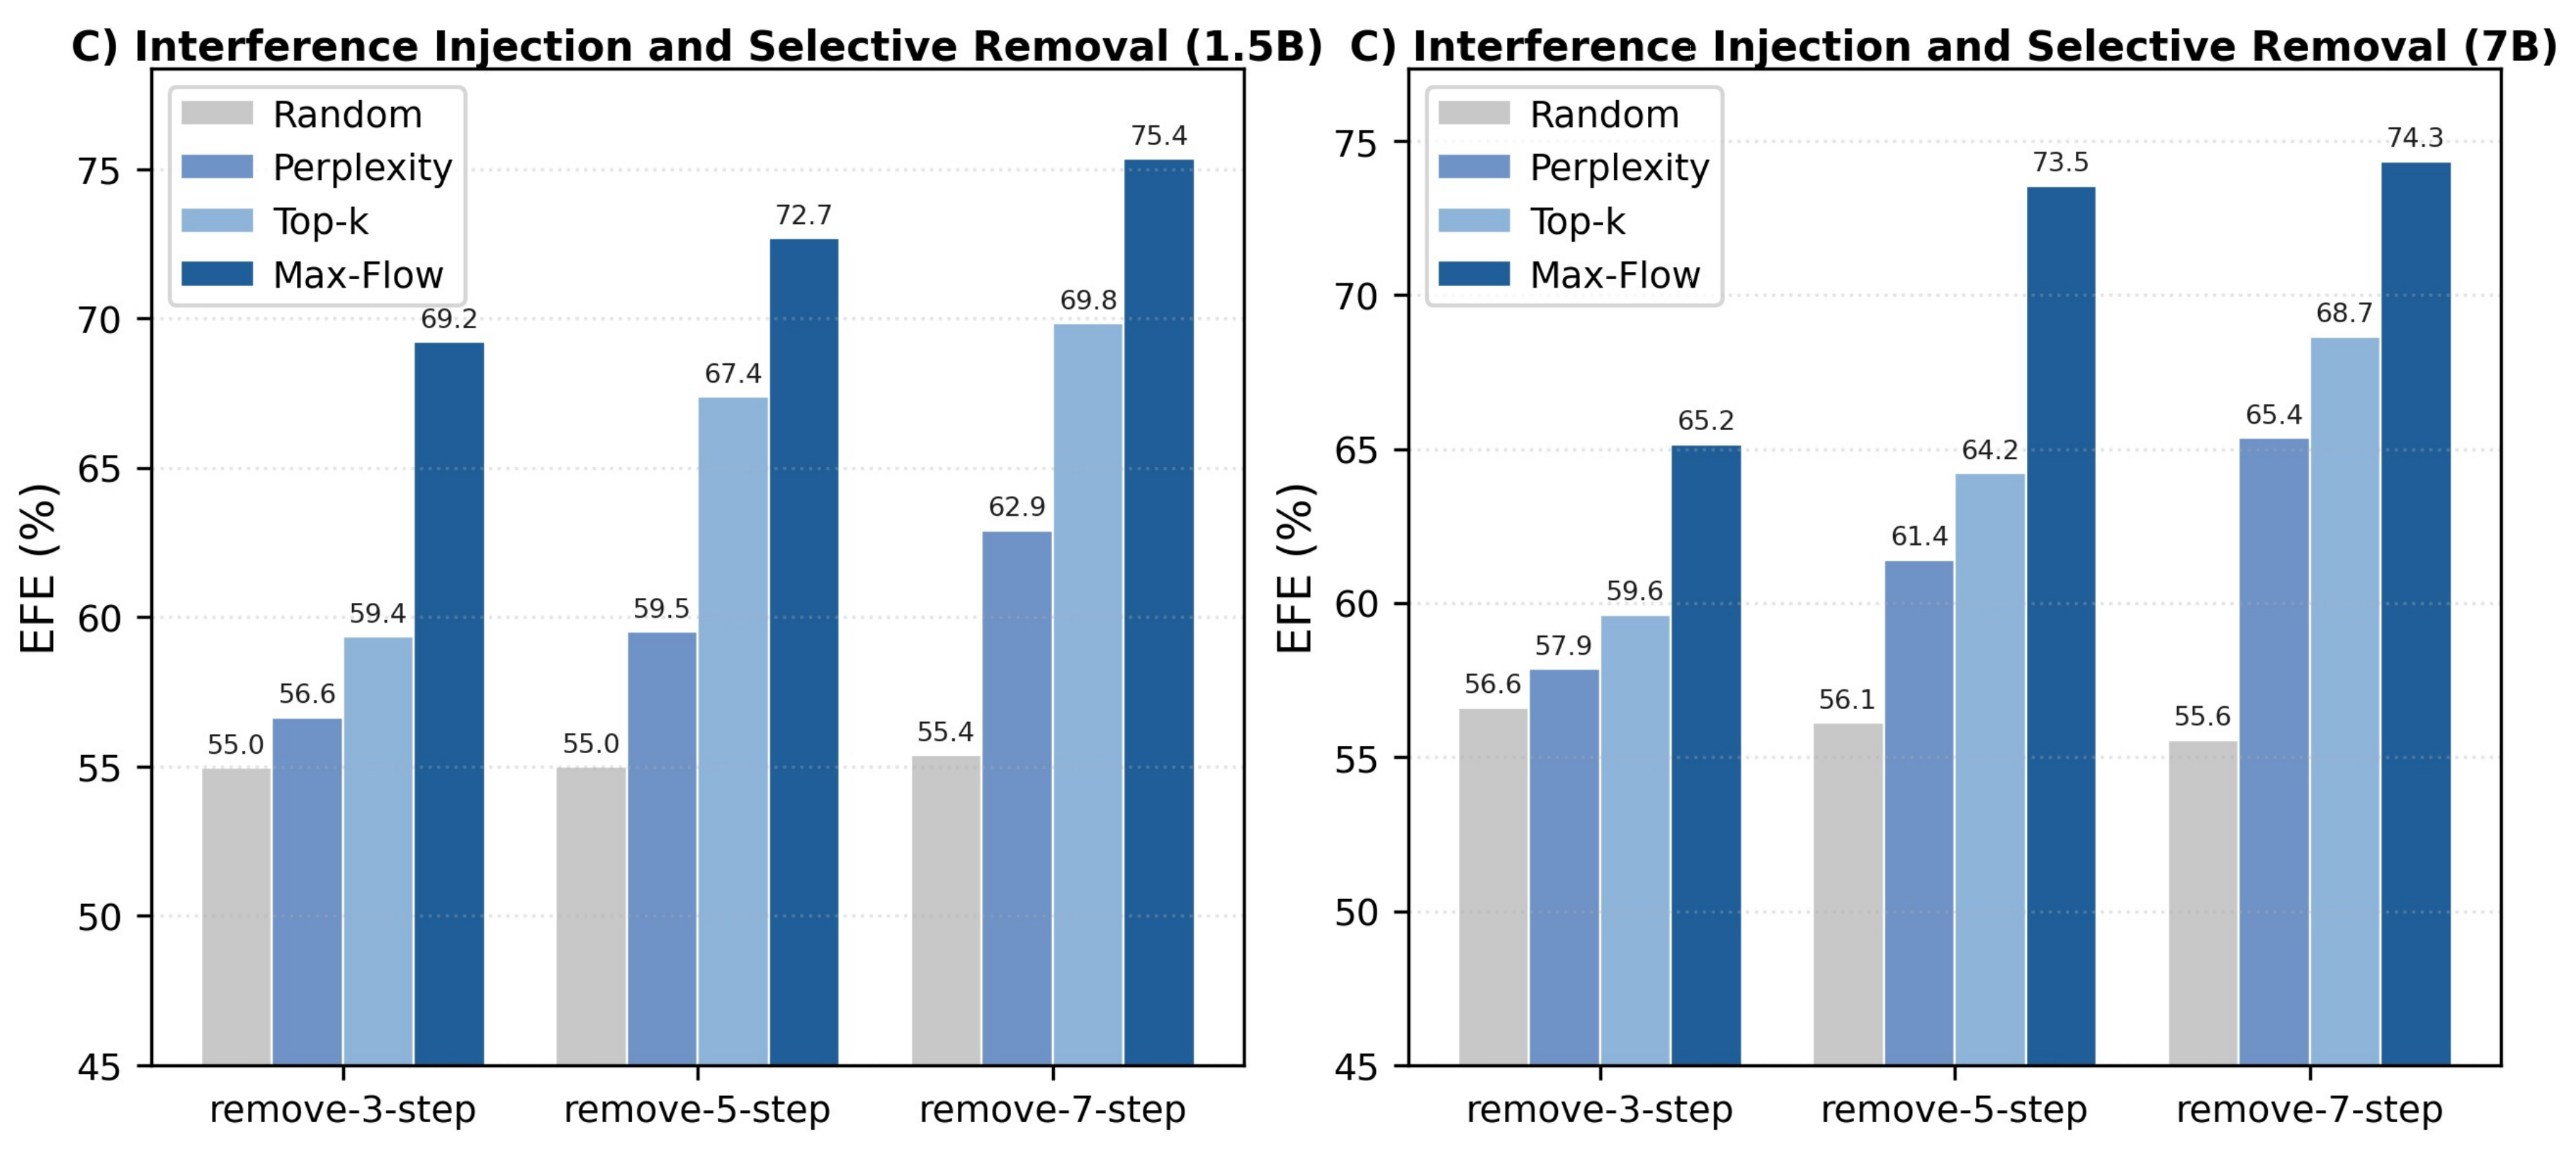 C) Interference Injection and Selective Removal (1.5B)
Random
Perplexity
Top-k
Max-Flow
EFE (%)
75
70
65
60
55
50
45
55.0
56.6
59.4
69.2
55.0
59.5
67.4
72.7
55.4
62.9
69.8
75.4
remove-3-step
remove-5-step
remove-7-step
C) Interference Injection and Selective Removal (7B)
Random
Perplexity
Top-k
Max-Flow
EFE (%)
75
70
65
60
55
50
45
56.6
57.9
59.6
65.2
56.1
61.4
64.2
73.5
55.6
65.4
68.7
74.3
remove-3-step
remove-5-step
remove-7-step